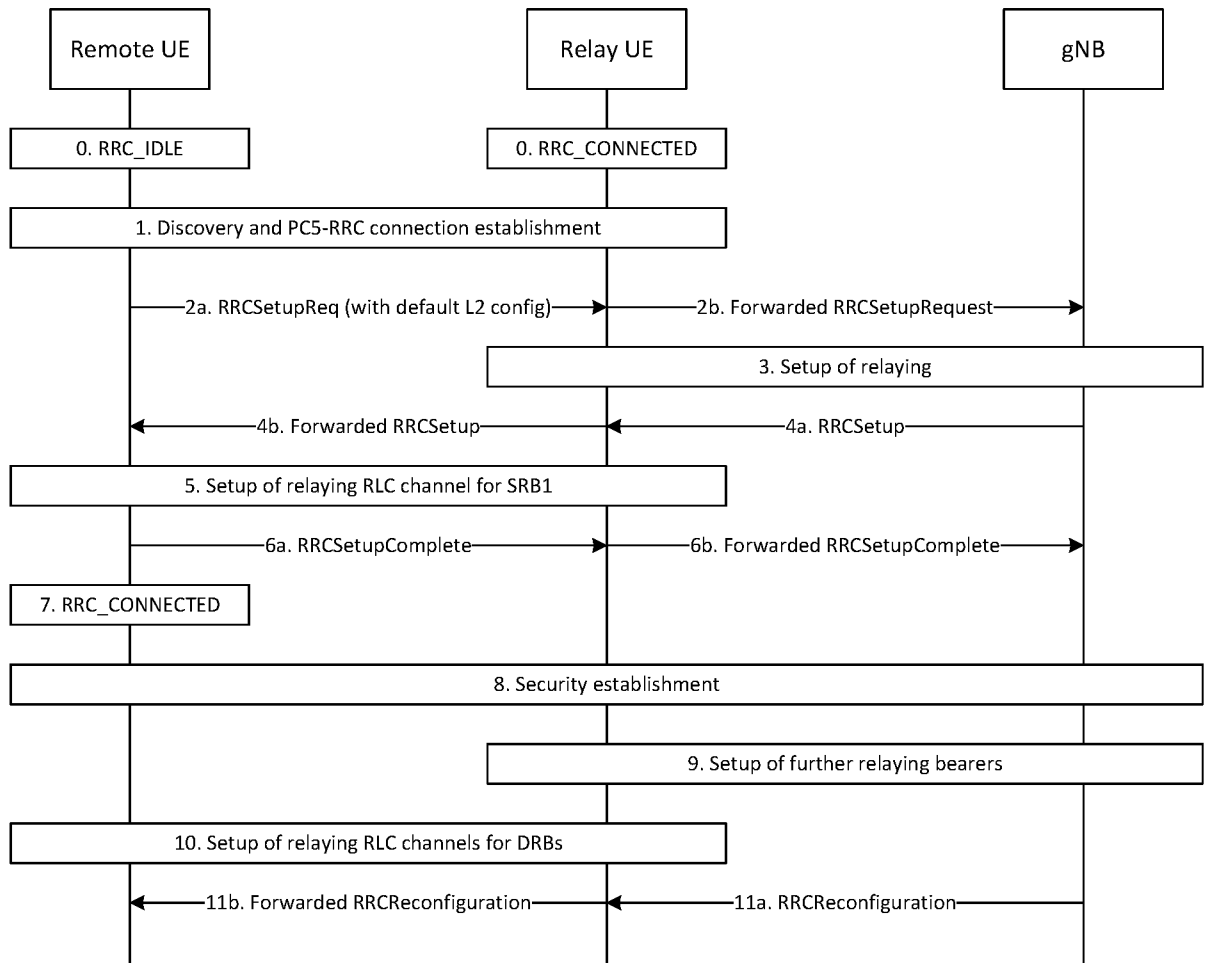 Remote UE
Relay UE
gNB
0. RRC_IDLE
0. RRC_CONNECTED
1. Discovery and PC5-RRC connection establishment
2a. RRCSetupReq (with default L2 config)
2b. Forwarded RRCSetupRequest
3. Setup of relaying
4b. Forwarded RRCSetup
4a. RRCSetup
5. Setup of relaying RLC channel for SRB1
6a. RRCSetupComplete
6b. Forwarded RRCSetupComplete
7. RRC_CONNECTED
8. Security establishment
9. Setup of further relaying bearers
10. Setup of relaying RLC channels for DRBs
11b. Forwarded RRCReconfiguration
11a. RRCReconfiguration